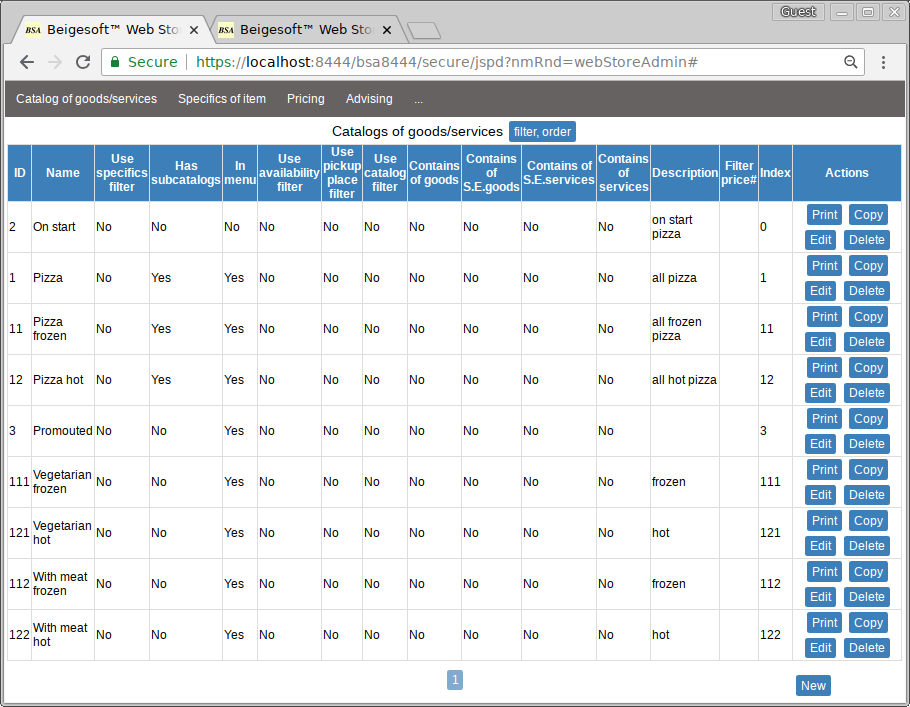 Guest
BSA Beigesoft™ Web Sto
BSA Beigesoft™ Web Sto
Secure https://localhost:8444/bsa8444/secure/jspd?nmRnd=webStoreAdmin#
Catalog of goods/services Specifics of item Pricing Advising ...
Catalogs of goods/services filter, order
ID Name Use specifics filter Has subcatalogs In menu Use availability filter Use pickup place filter Use catalog filter Contains of goods Contains of S.E.goods Contains of S.E.services Contains of services Description Filter price# Index Actions
2 On start No No No No No No No No No No on start pizza 0 Print Copy Edit Delete
1 Pizza No Yes Yes No No No No No No No all pizza 1 Print Copy Edit Delete
11 Pizza frozen No Yes Yes No No No No No No No all frozen pizza 11 Print Copy Edit Delete
12 Pizza hot No Yes Yes No No No No No No No all hot pizza 12 Print Copy Edit Delete
3 Promouted No No Yes No No No No No No No 3 Print Copy Edit Delete
111 Vegetarian frozen No No Yes No No No No No No No frozen 111 Print Copy Edit Delete
121 Vegetarian hot No No Yes No No No No No No No hot 121 Print Copy Edit Delete
112 With meat frozen No No Yes No No No No No No No frozen 112 Print Copy Edit Delete
122 With meat hot No No Yes No No No No No No No hot 122 Print Copy Edit Delete
1
New